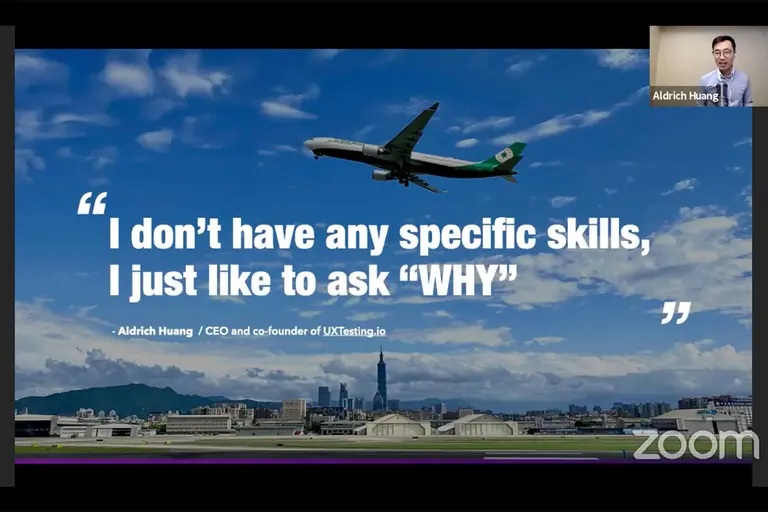 Aldrich Huang
“
I don’t have any specific skills,
I just like to ask “WHY”
”
- Aldrich Huang / CEO and co-founder of UXTesting.io
zoom